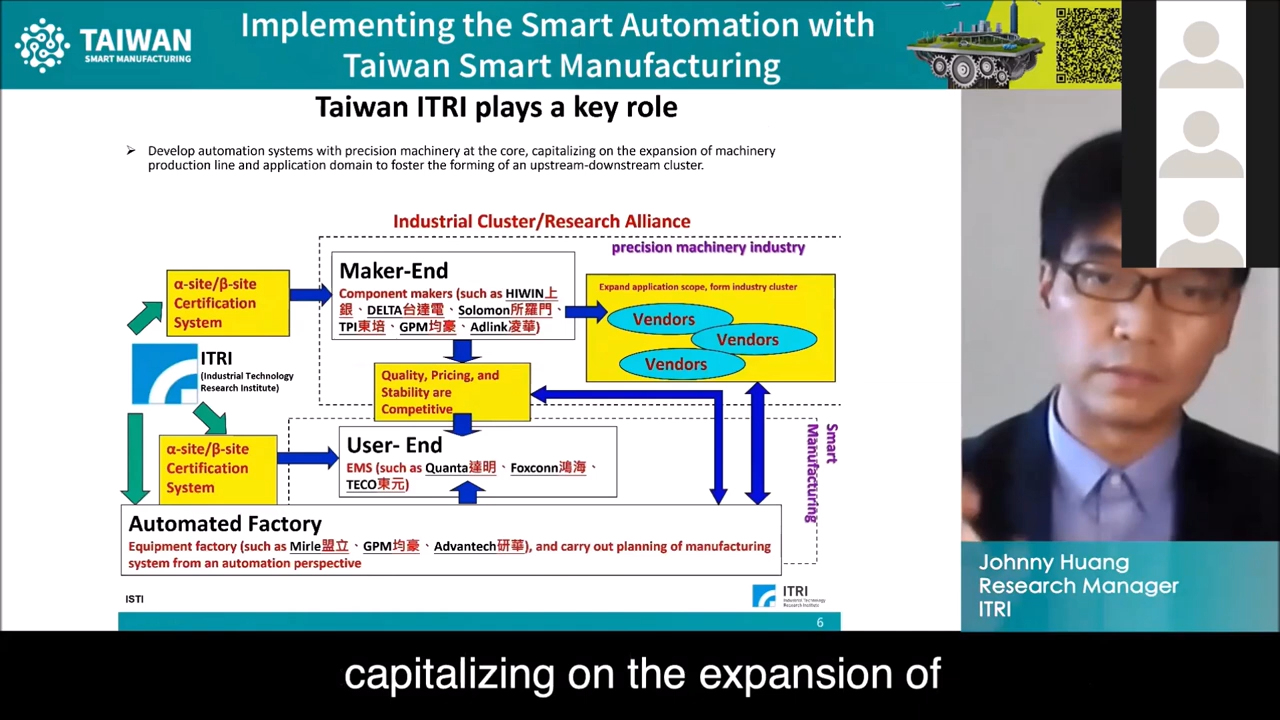 TAIWAN
SMART MANUFACTURING
Implementing the Smart Automation with
Taiwan Smart Manufacturing
Taiwan ITRI plays a key role
➢ Develop automation systems with precision machinery at the core, capitalizing on the expansion of machinery
production line and application domain to foster the forming of an upstream-downstream cluster.
Industrial Cluster/Research Alliance
precision machinery industry
α-site/β-site
Certification
System
Maker-End
Component makers (such as HIWIN上
銀、DELTA台達電、Solomon所羅門、
TPI東培、GPM均豪、Adlink凌華)
Expand application scope, form industry cluster
Vendors
Vendors
Vendors
ITRI
(Industrial Technology
Research Institute)
Quality, Pricing, and
Stability are
Competitive
α-site/β-site
Certification
System
User- End
EMS (such as Quanta達明、Foxconn鴻海、
TECO東元)
Smart
Manufacturing
Automated Factory
Equipment factory (such as Mirle盟立、GPM均豪、Advantech研華), and carry out planning of manufacturing
system from an automation perspective
ISTI
ITRI
Industrial Technology
Research Institute
6
Johnny Huang
Research Manager
ITRI
capitalizing on the expansion of